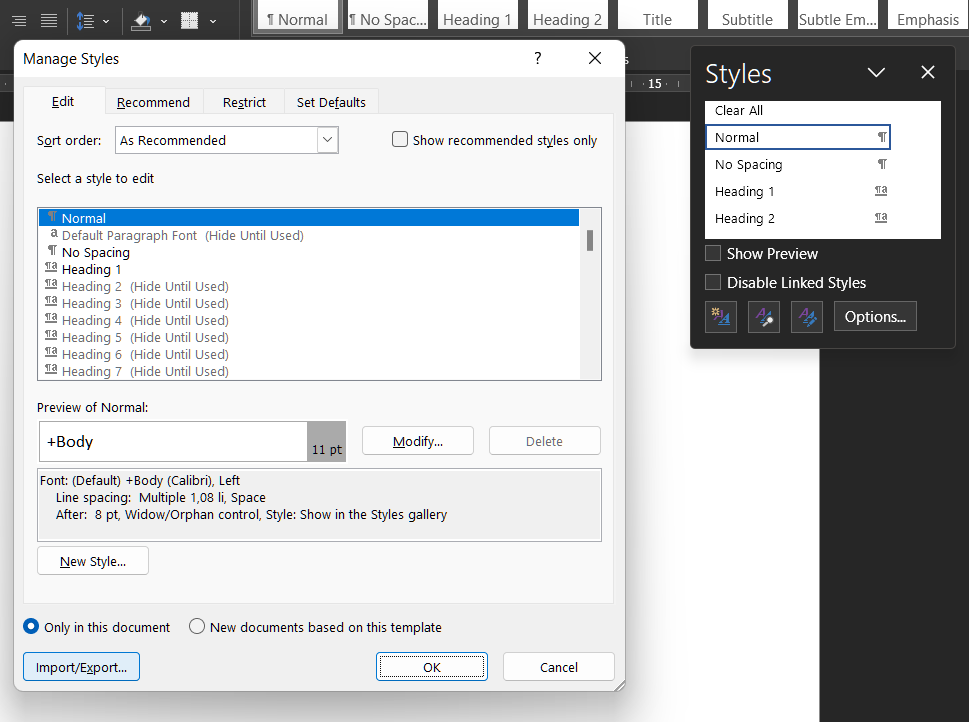 ¶ Normal
¶ No Spac...
Heading 1
Heading 2
Title
Subtitle
Subtle Em...
Emphasis
Manage Styles
?
s
15
Edit
Recommend
Restrict
Set Defaults
Sort order:
As Recommended
Show recommended styles only
Select a style to edit
¶ Normal
a Default Paragraph Font (Hide Until Used)
¶ No Spacing
¶a Heading 1
¶a Heading 2 (Hide Until Used)
¶a Heading 3 (Hide Until Used)
¶a Heading 4 (Hide Until Used)
¶a Heading 5 (Hide Until Used)
¶a Heading 6 (Hide Until Used)
¶a Heading 7 (Hide Until Used)
Preview of Normal:
+Body
11 pt
Modify...
Delete
Font: (Default) +Body (Calibri), Left
Line spacing: Multiple 1,08 li, Space
After: 8 pt, Widow/Orphan control, Style: Show in the Styles gallery
New Style...
Only in this document
New documents based on this template
Import/Export...
OK
Cancel
Styles
Clear All
Normal ¶
No Spacing ¶
Heading 1 ¶a
Heading 2 ¶a
Show Preview
Disable Linked Styles
Options...